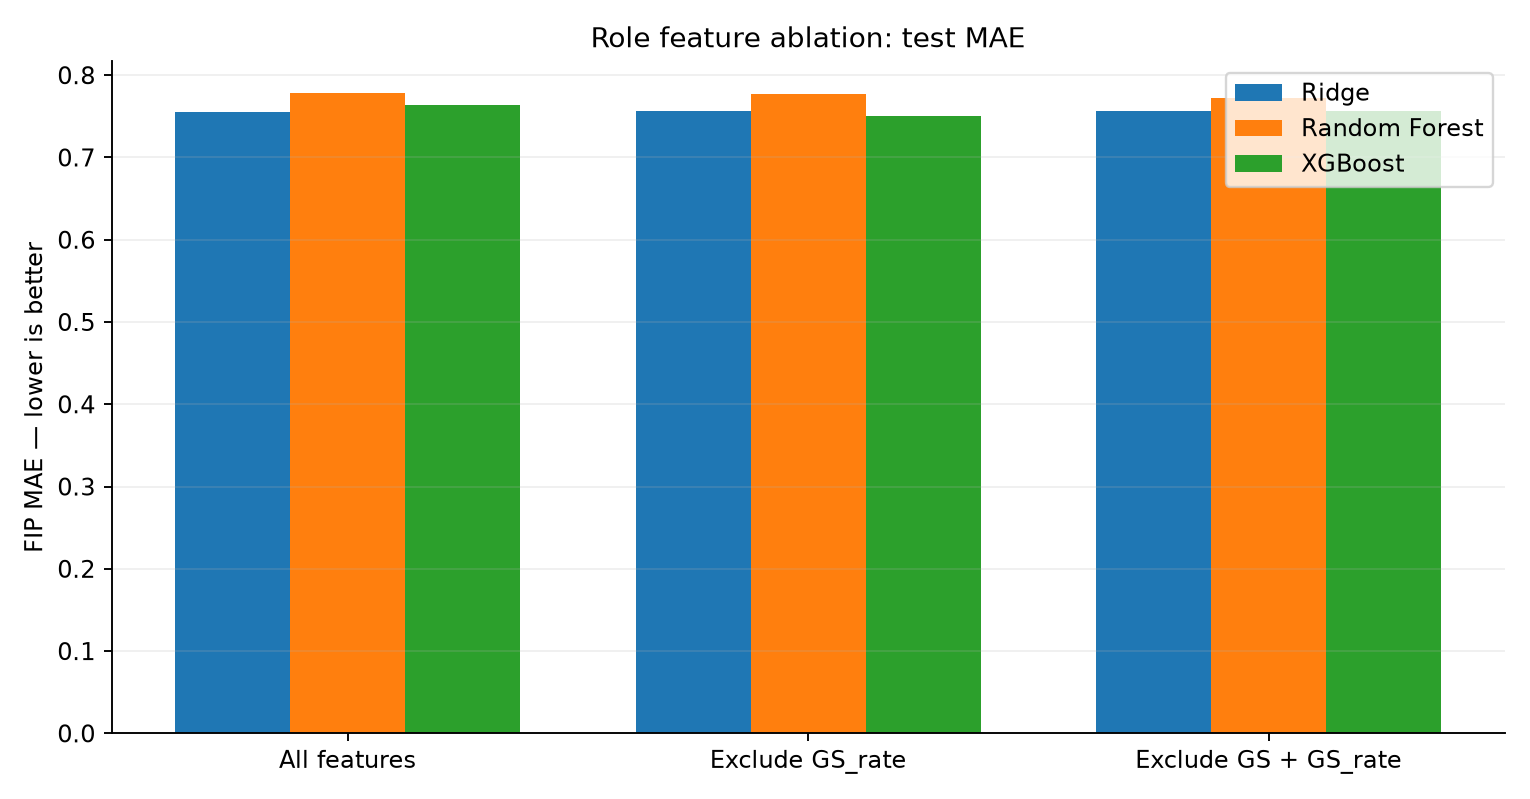 Role feature ablation: test MAE
FIP MAE — lower is better
0.8
0.7
0.6
0.5
0.4
0.3
0.2
0.1
0.0
Ridge
Random Forest
XGBoost
All features
Exclude GS_rate
Exclude GS + GS_rate